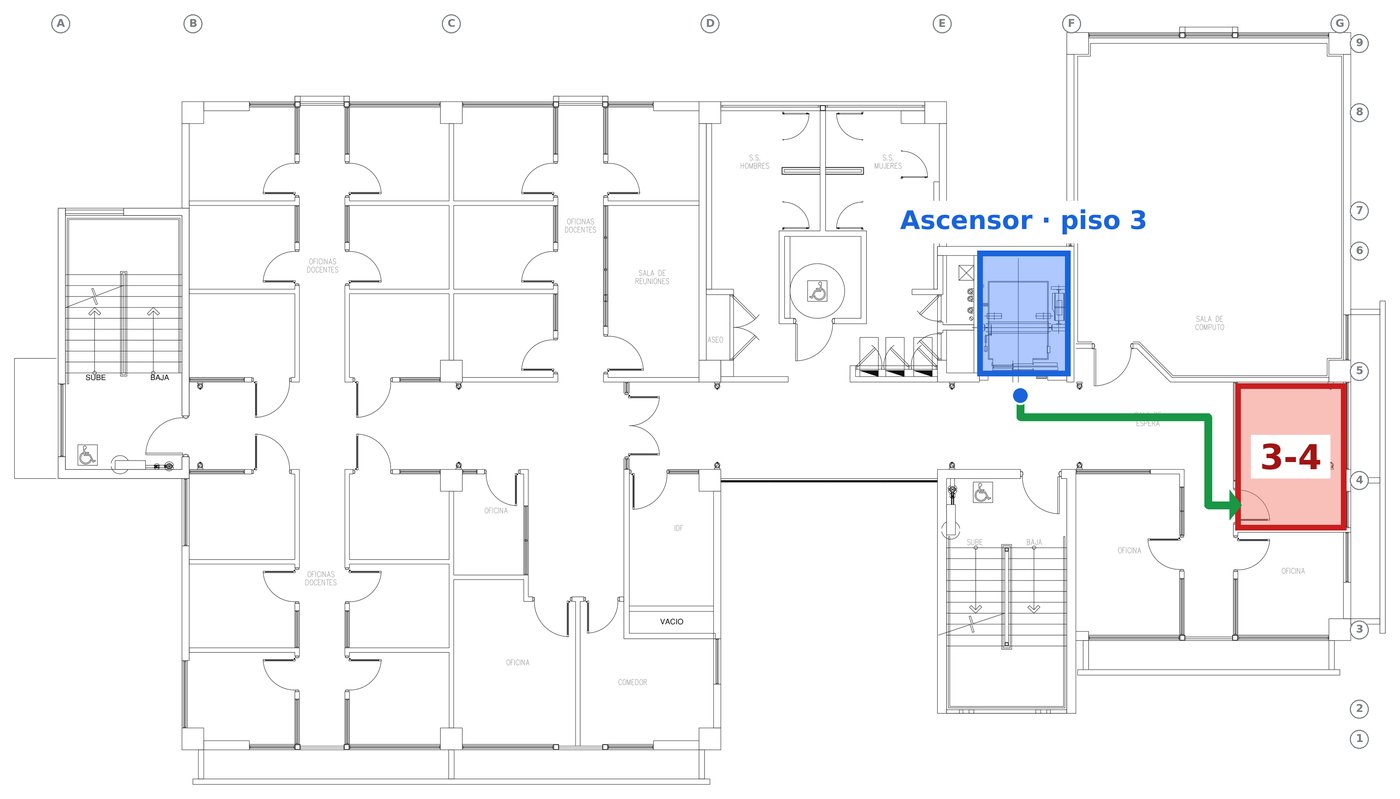 A B C D E F G
9
8
7
6
5
4
3
2
1
S.S.
HOMBRES
S.S.
MUJERES
Ascensor · piso 3
OFICINAS
DOCENTES
OFICINAS
DOCENTES
SALA DE
REUNIONES
SALA DE
COMPUTO
ASEO
SUBE
BAJA
ESPERA
3-4
OFICINA
IDF
SUBE
BAJA
OFICINA
OFICINA
OFICINAS
DOCENTES
VACIO
OFICINA
COMEDOR